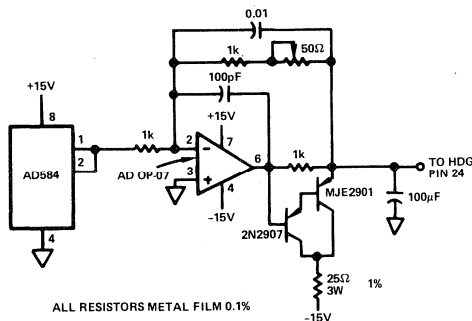 0.01
1k
50Ω
100pF
+15V
8
+15V
1
2
1k
2
7
AD584
AD OP-07
3
4
6
1k
TO HDG
PIN 24
MJE2901
100μF
-15V
2N2907
4
25Ω
3W
1%
ALL RESISTORS METAL FILM 0.1%
-15V